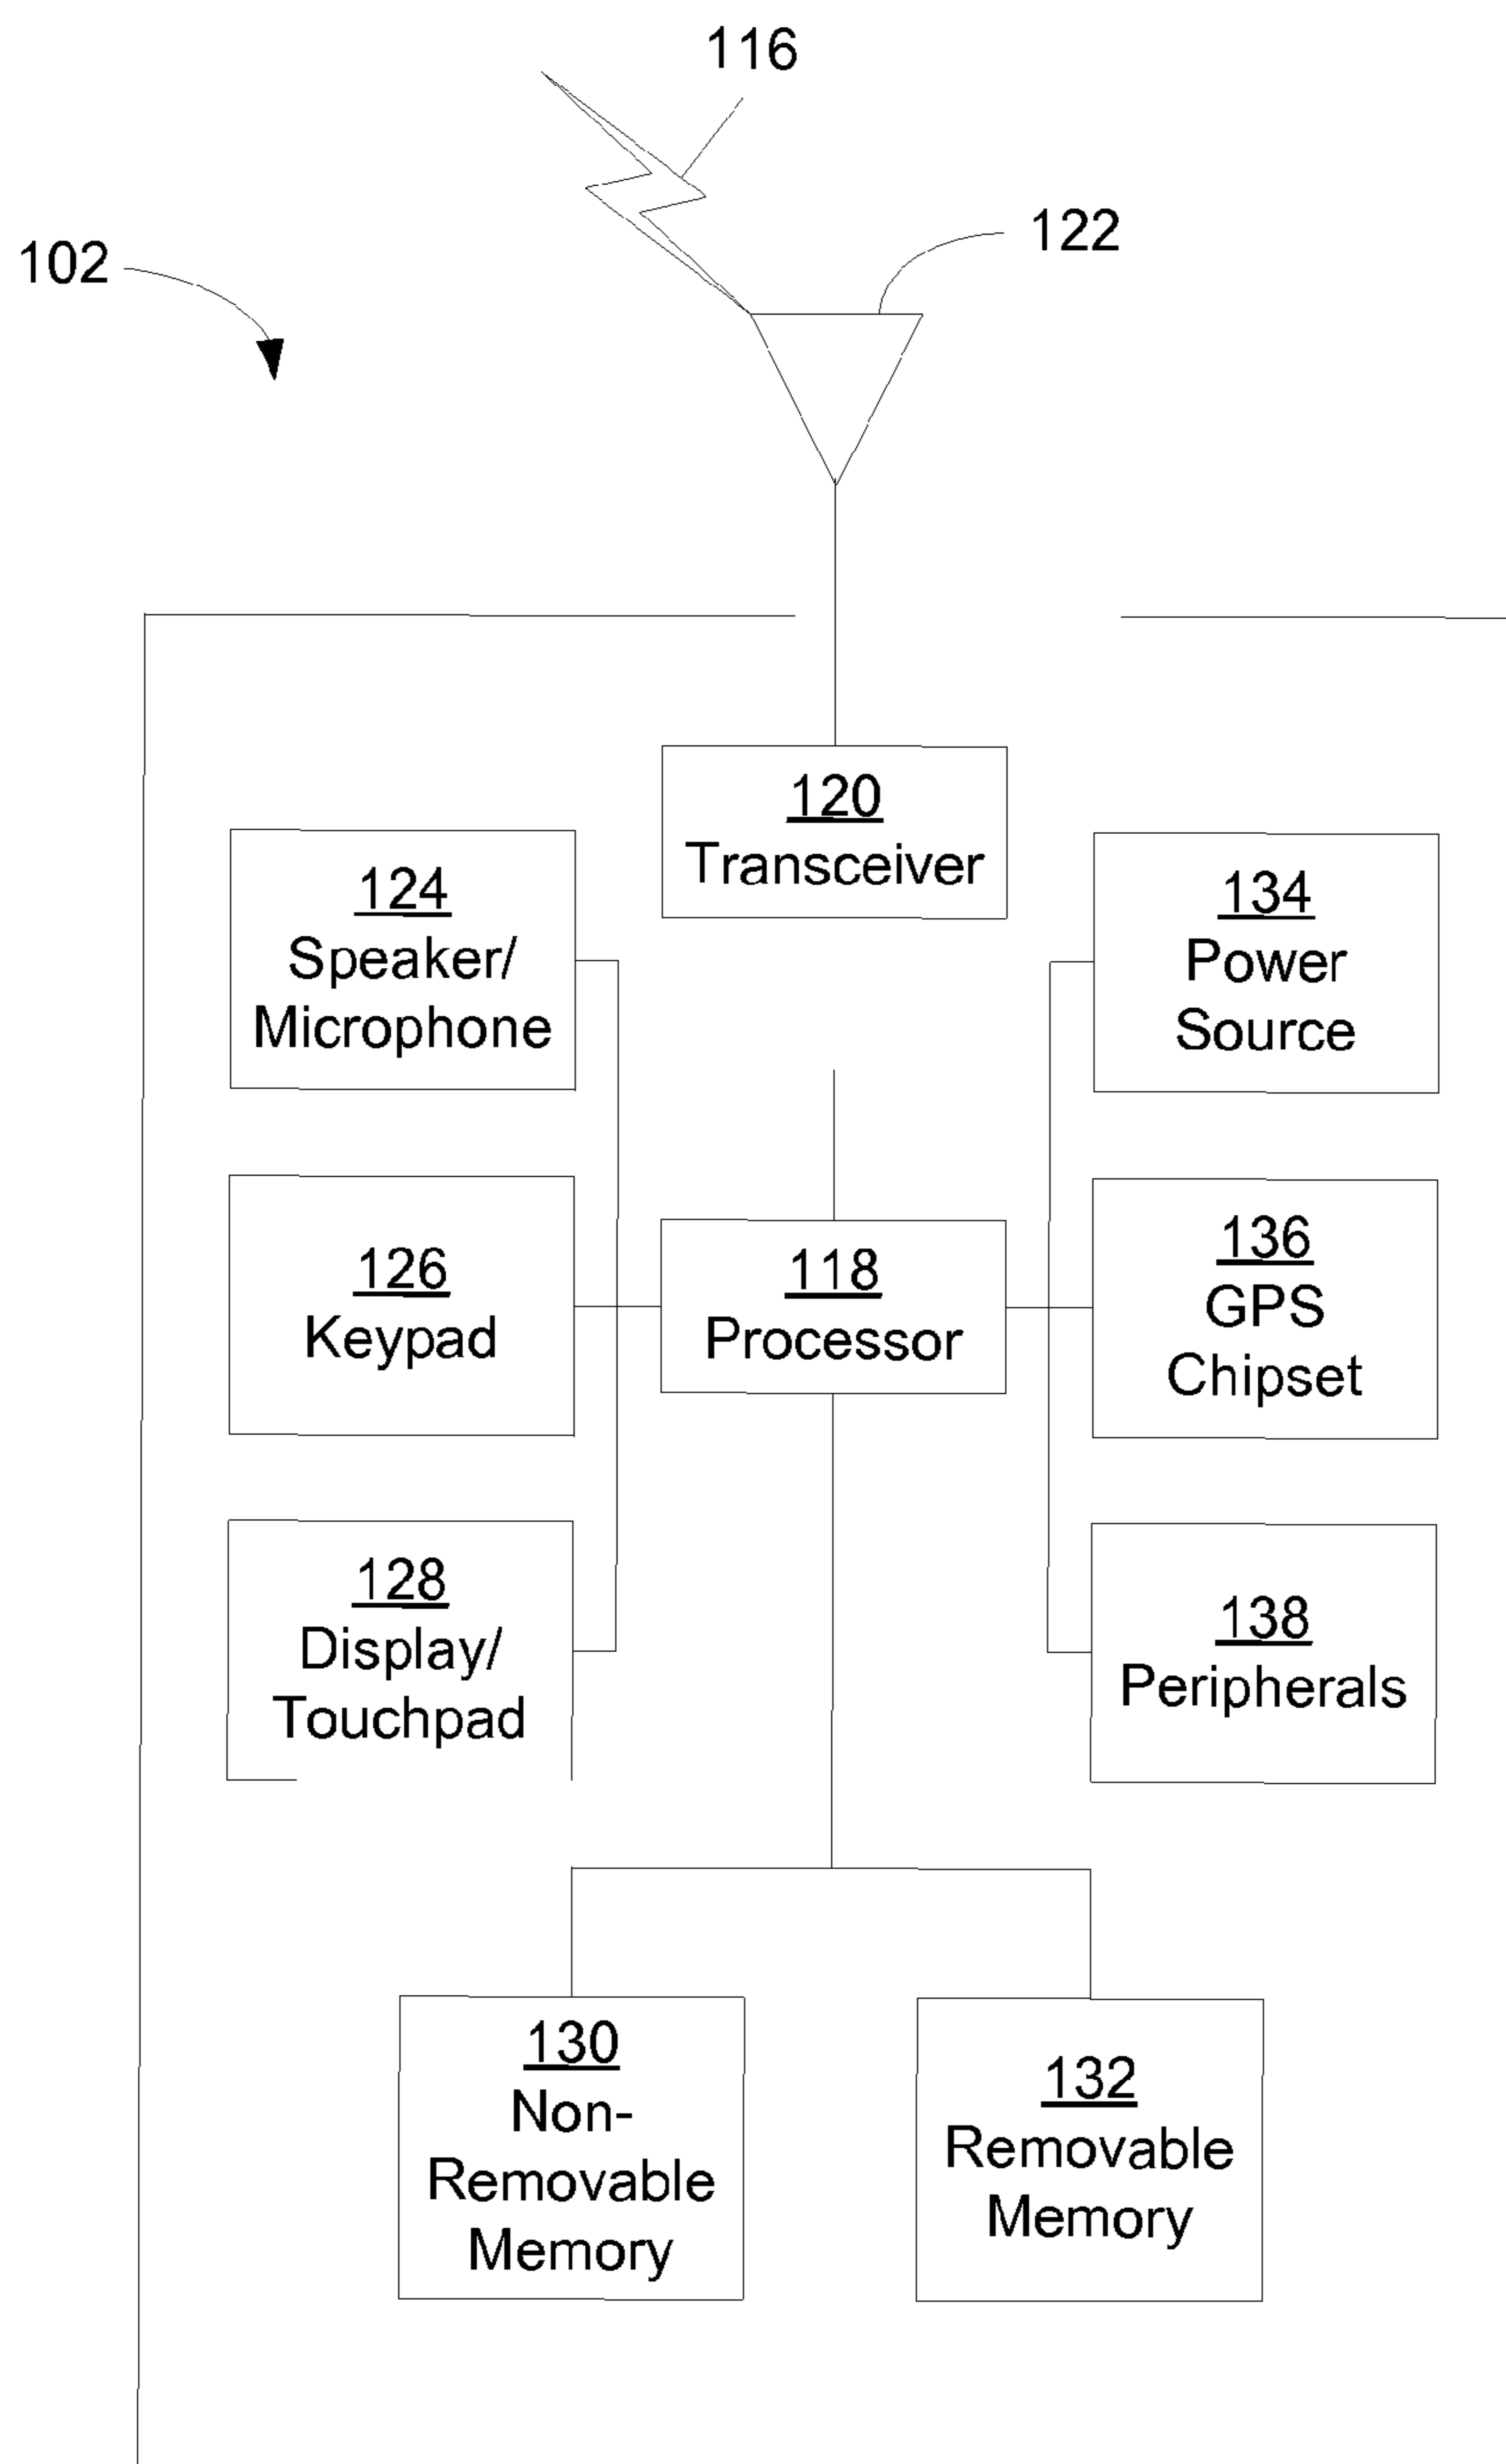 116
122
102
120
Transceiver
124
Speaker/
Microphone
134
Power
Source
126
Keypad
118
Processor
136
GPS
Chipset
128
Display/
Touchpad
138
Peripherals
130
Non-
Removable
Memory
132
Removable
Memory